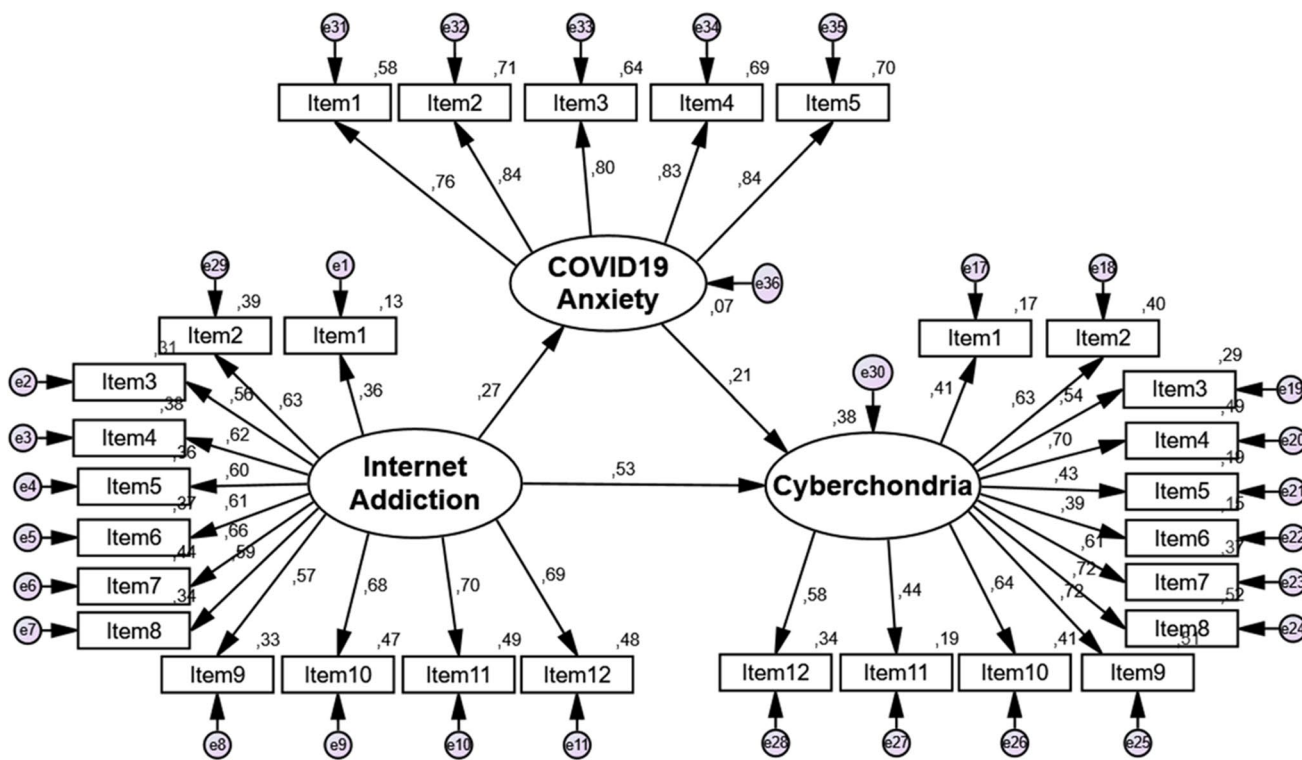 e31 e32 e33 e34 e35
,58 ,71 ,64 ,69 ,70
Item1 Item2 Item3 Item4 Item5
,76 ,84 ,80 ,83 ,84
COVID19
Anxiety
e36
,07
e29 e1
,39 ,13
Item2 Item1
e17 e18
,17 ,40
Item1 Item2
,27
,21
e30
,38
,31
e2 Item3 ,56 ,63 ,36
,38
e3 Item4 ,62
,36
e4 Item5 ,60
,37
e5 Item6 ,61
,66
,44
e6 Item7 ,59
,34
e7 Item8
Internet
Addiction
,53
Cyberchondria
,41 ,63 ,54
,29
Item3 e19
,49
,70 Item4 e20
,19
,43 Item5 e21
,15
,39 Item6 e22
,37
,61 Item7 e23
,52
,72 Item8 e24
,72
,57 ,68 ,70 ,69
,33 ,47 ,49 ,48
Item9 Item10 Item11 Item12
e8 e9 e10 e11
,58 ,44 ,64
,34 ,19 ,41 ,51
Item12 Item11 Item10 Item9
e28 e27 e26 e25